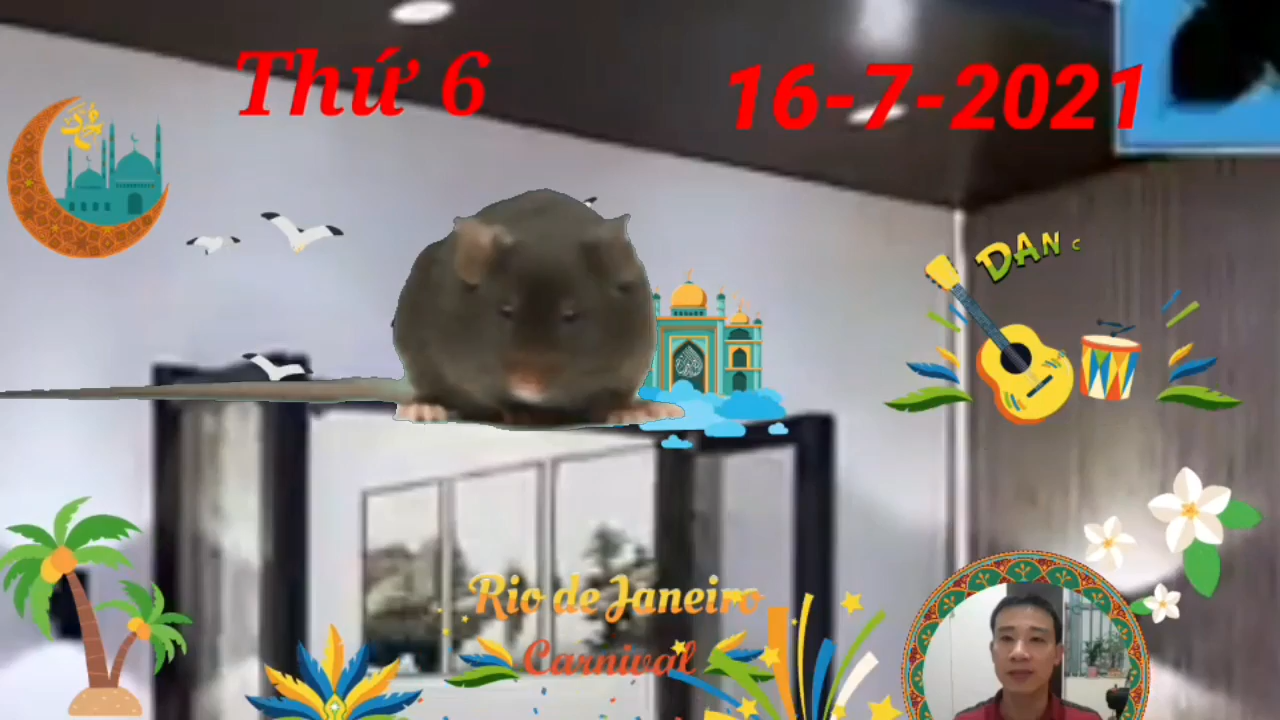 Thứ 6
16-7-2021
DAN C
Rio de Janeiro
Carnival